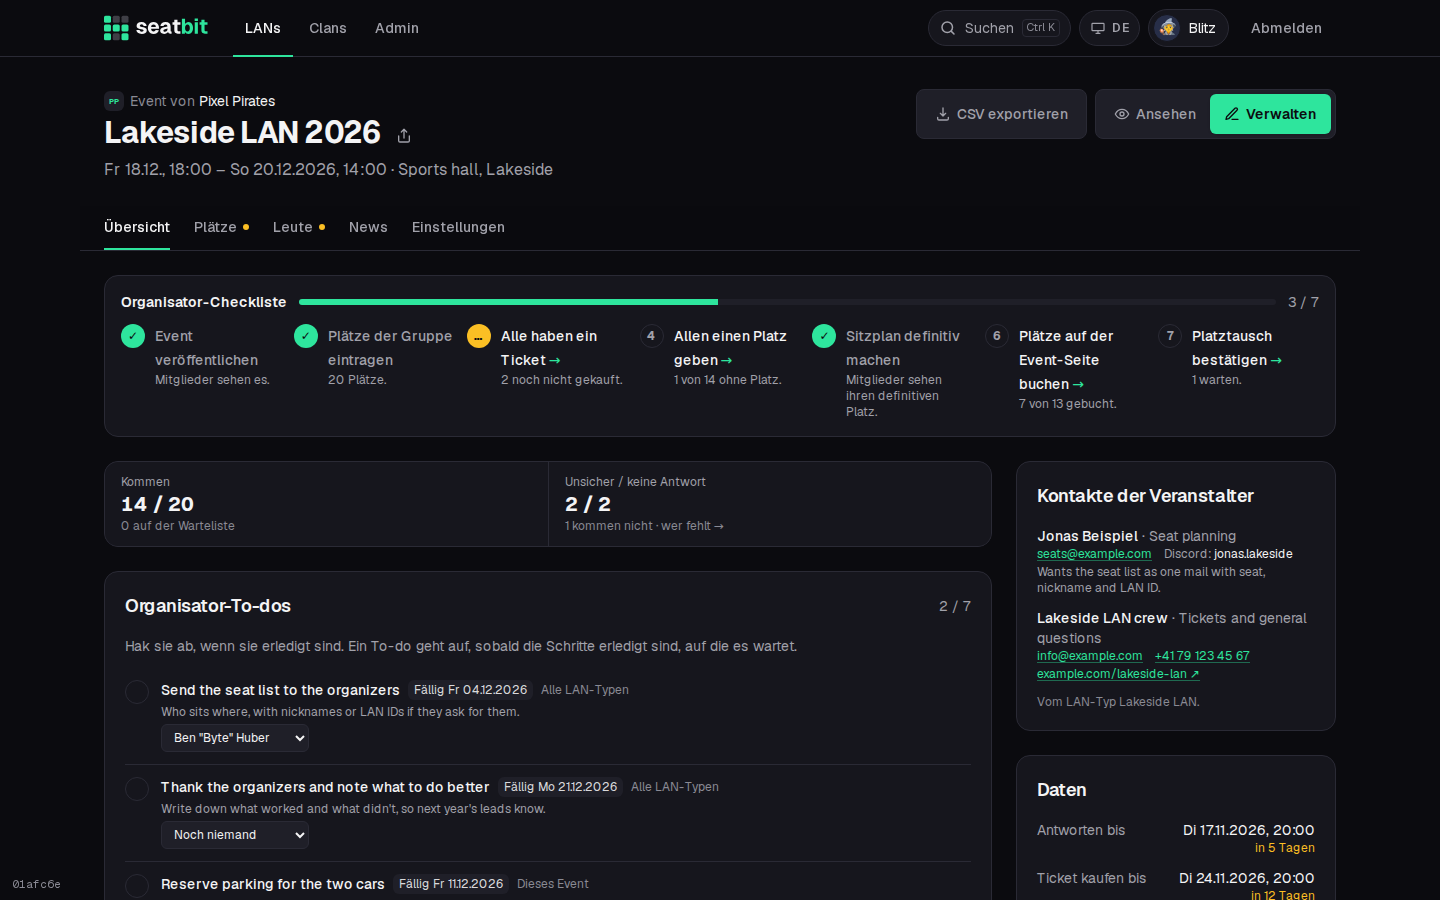 seatbit
LANs
Clans
Admin
Suchen
Ctrl K
DE
Blitz
Abmelden
PP
Event von Pixel Pirates
Lakeside LAN 2026
Fr 18.12., 18:00 – So 20.12.2026, 14:00 · Sports hall, Lakeside
CSV exportieren
Ansehen
Verwalten
Übersicht
Plätze
Leute
News
Einstellungen
Organisator-Checkliste
3 / 7
✓
Event
veröffentlichen
Mitglieder sehen es.
✓
Plätze der Gruppe
eintragen
20 Plätze.
…
Alle haben ein
Ticket →
2 noch nicht gekauft.
4
Allen einen Platz
geben →
1 von 14 ohne Platz.
✓
Sitzplan definitiv
machen
Mitglieder sehen
ihren definitiven
Platz.
6
Plätze auf der
Event-Seite
buchen →
7 von 13 gebucht.
7
Platztausch
bestätigen →
1 warten.
Kommen
14 / 20
0 auf der Warteliste
Unsicher / keine Antwort
2 / 2
1 kommen nicht · wer fehlt →
Organisator-To-dos
2 / 7
Hak sie ab, wenn sie erledigt sind. Ein To-do geht auf, sobald die Schritte erledigt sind, auf die es wartet.
Send the seat list to the organizers
Fällig Fr 04.12.2026
Alle LAN-Typen
Who sits where, with nicknames or LAN IDs if they ask for them.
Ben "Byte" Huber
Thank the organizers and note what to do better
Fällig Mo 21.12.2026
Alle LAN-Typen
Write down what worked and what didn't, so next year's leads know.
Noch niemand
Reserve parking for the two cars
Fällig Fr 11.12.2026
Dieses Event
Kontakte der Veranstalter
Jonas Beispiel · Seat planning
seats@example.com
Discord: jonas.lakeside
Wants the seat list as one mail with seat,
nickname and LAN ID.
Lakeside LAN crew · Tickets and general
questions
info@example.com
+41 79 123 45 67
example.com/lakeside-lan ↗
Vom LAN-Typ Lakeside LAN.
Daten
Antworten bis
Di 17.11.2026, 20:00
in 5 Tagen
Ticket kaufen bis
Di 24.11.2026, 20:00
in 12 Tagen
01afc6e